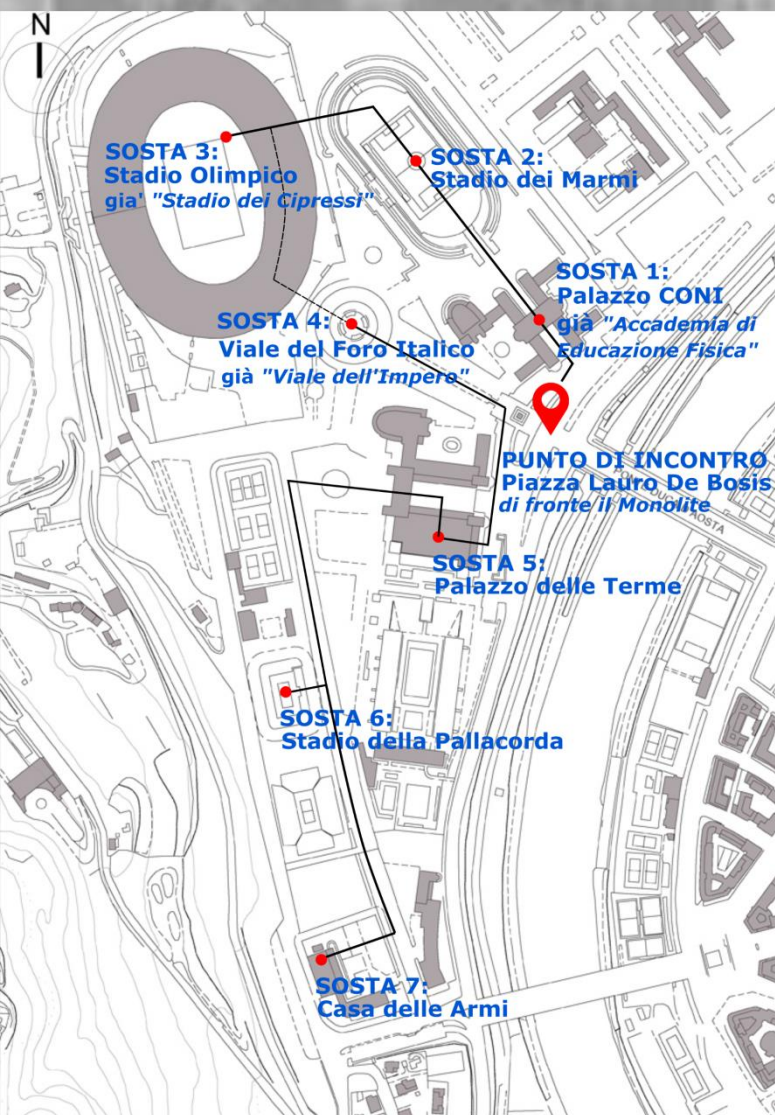 N
SOSTA 3:
Stadio Olimpico
gia' "Stadio dei Cipressi"
SOSTA 2:
Stadio dei Marmi
SOSTA 1:
Palazzo CONI
già "Accademia di
Educazione Fisica"
SOSTA 4:
Viale del Foro Italico
già "Viale dell'Impero"
PUNTO DI INCONTRO
Piazza Lauro De Bosis
di fronte il Monolite
AOSTA
SOSTA 5:
Palazzo delle Terme
SOSTA 6:
Stadio della Pallacorda
SOSTA 7:
Casa delle Armi